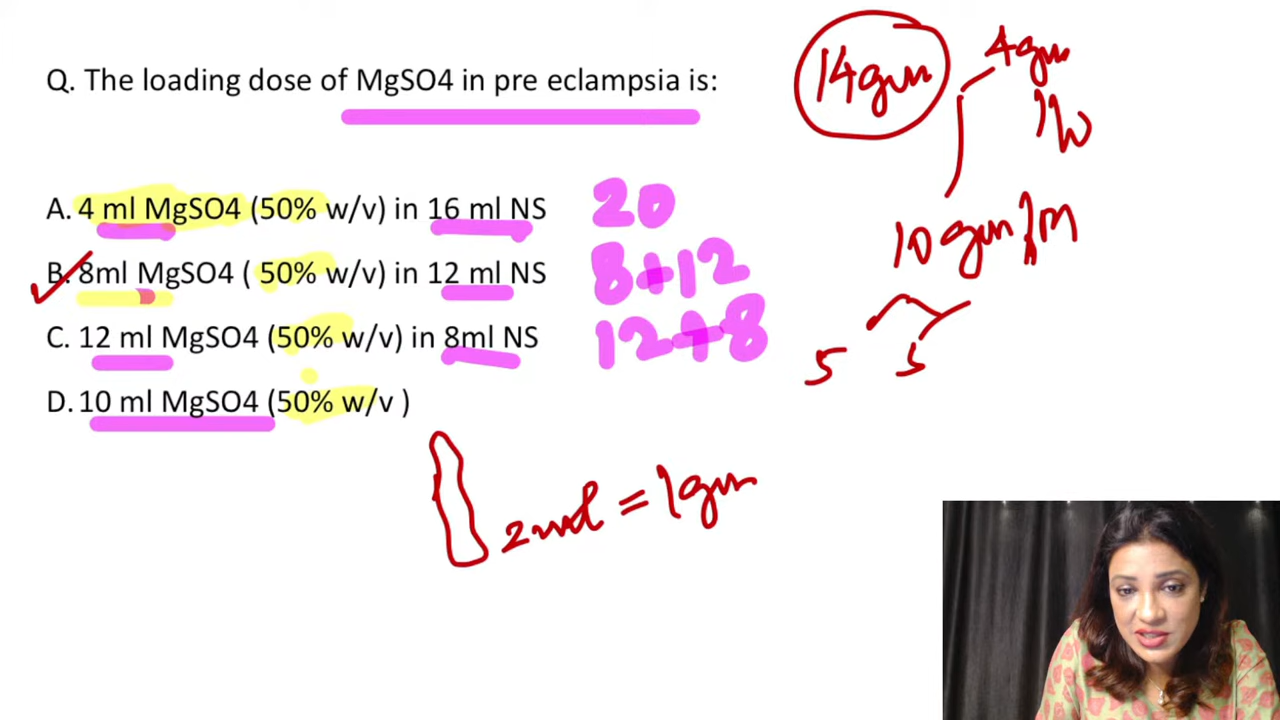 Q. The loading dose of MgSO4 in pre eclampsia is:
14gm
4gm
I/V
A. 4 ml MgSO4 (50% w/v) in 16 ml NS
20
10gm I/M
B. 8ml MgSO4 ( 50% w/v) in 12 ml NS
8+12
C. 12 ml MgSO4 (50% w/v) in 8ml NS
12+8
5 5
D. 10 ml MgSO4 (50% w/v )
2ml = 1gm